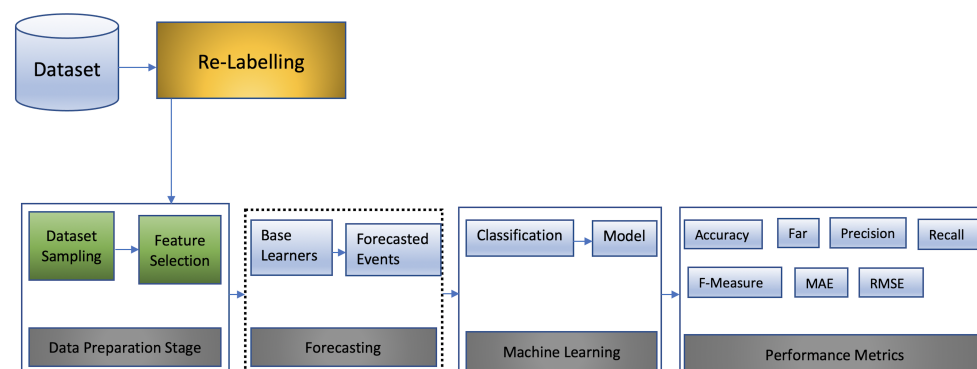 Dataset
Re-Labelling
Dataset
Sampling
Feature
Selection
Data Preparation Stage
Base
Learners
Forecasted
Events
Forecasting
Classification
Model
Machine Learning
Accuracy
Far
Precision
Recall
F-Measure
MAE
RMSE
Performance Metrics